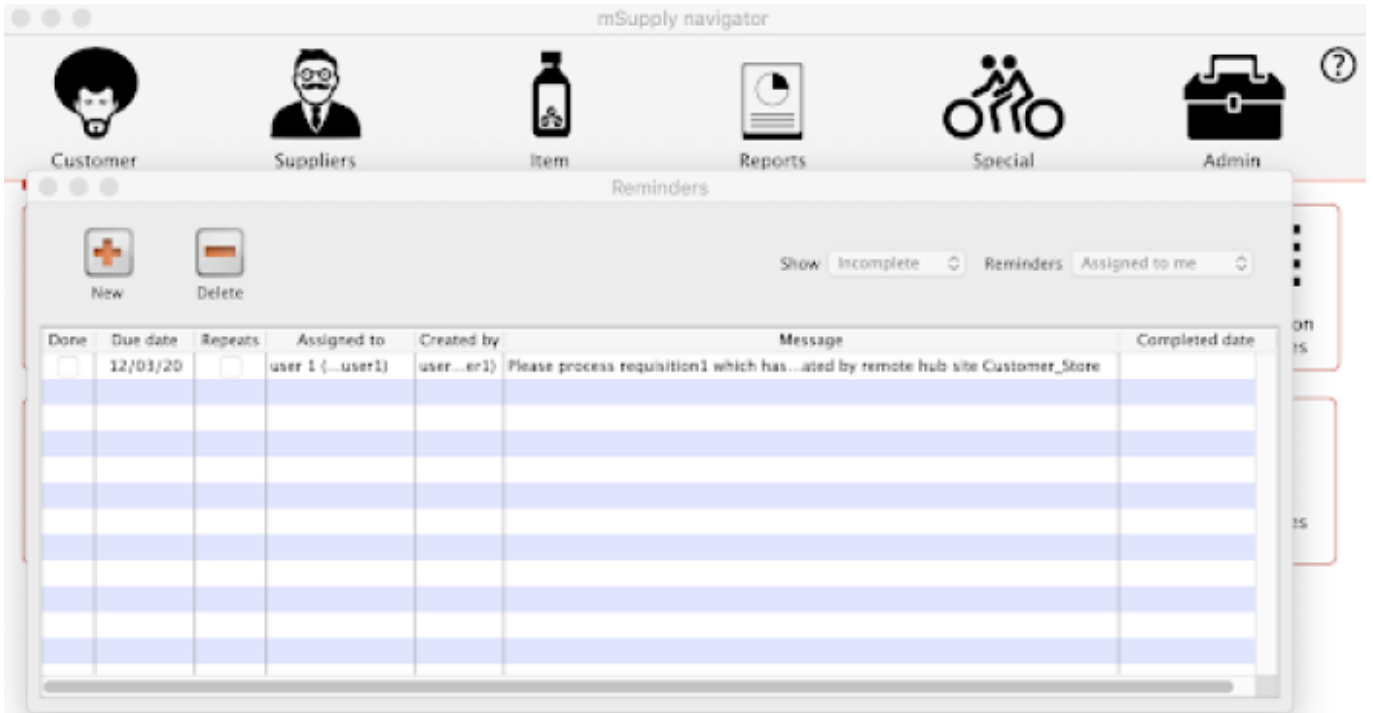 mSupply navigator
?
Customer Suppliers Item Reports Special Admin
Reminders
Show Incomplete Reminders Assigned to me
New Delete
on
es
Done Due date Repeats Assigned to Created by Message Completed date
12/03/20 user 1 (...user1) user...er1) Please process requisition1 which has...ated by remote hub site Customer_Store
es